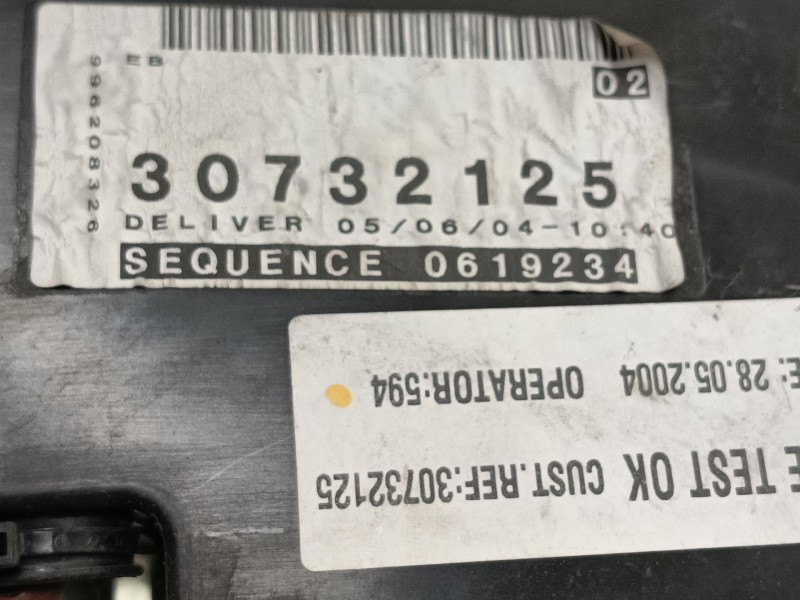 EB
02
996208326
30732125
DELIVER 05/06/04-10:40
SEQUENCE 0619234
E TEST OK CUST.REF:30732125
E: 28.05.2004 OPERATOR:594